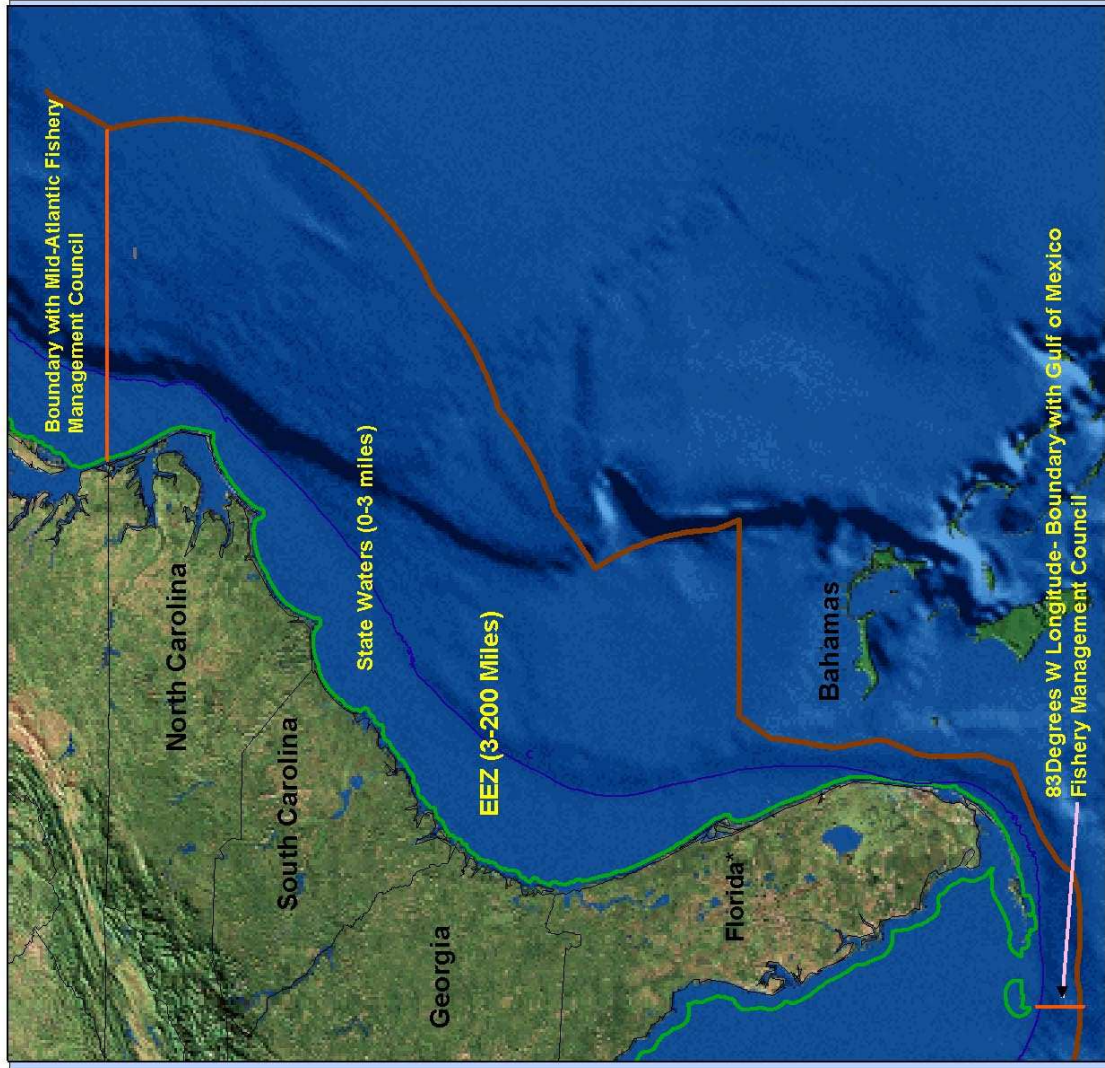 Boundary with Mid-Atlantic Fishery
Management Council
North Carolina
State Waters (0-3 miles)
South Carolina
EEZ (3-200 Miles)
Georgia
Florida*
Bahamas
83Degrees W Longitude- Boundary with Gulf of Mexico
Fishery Management Council